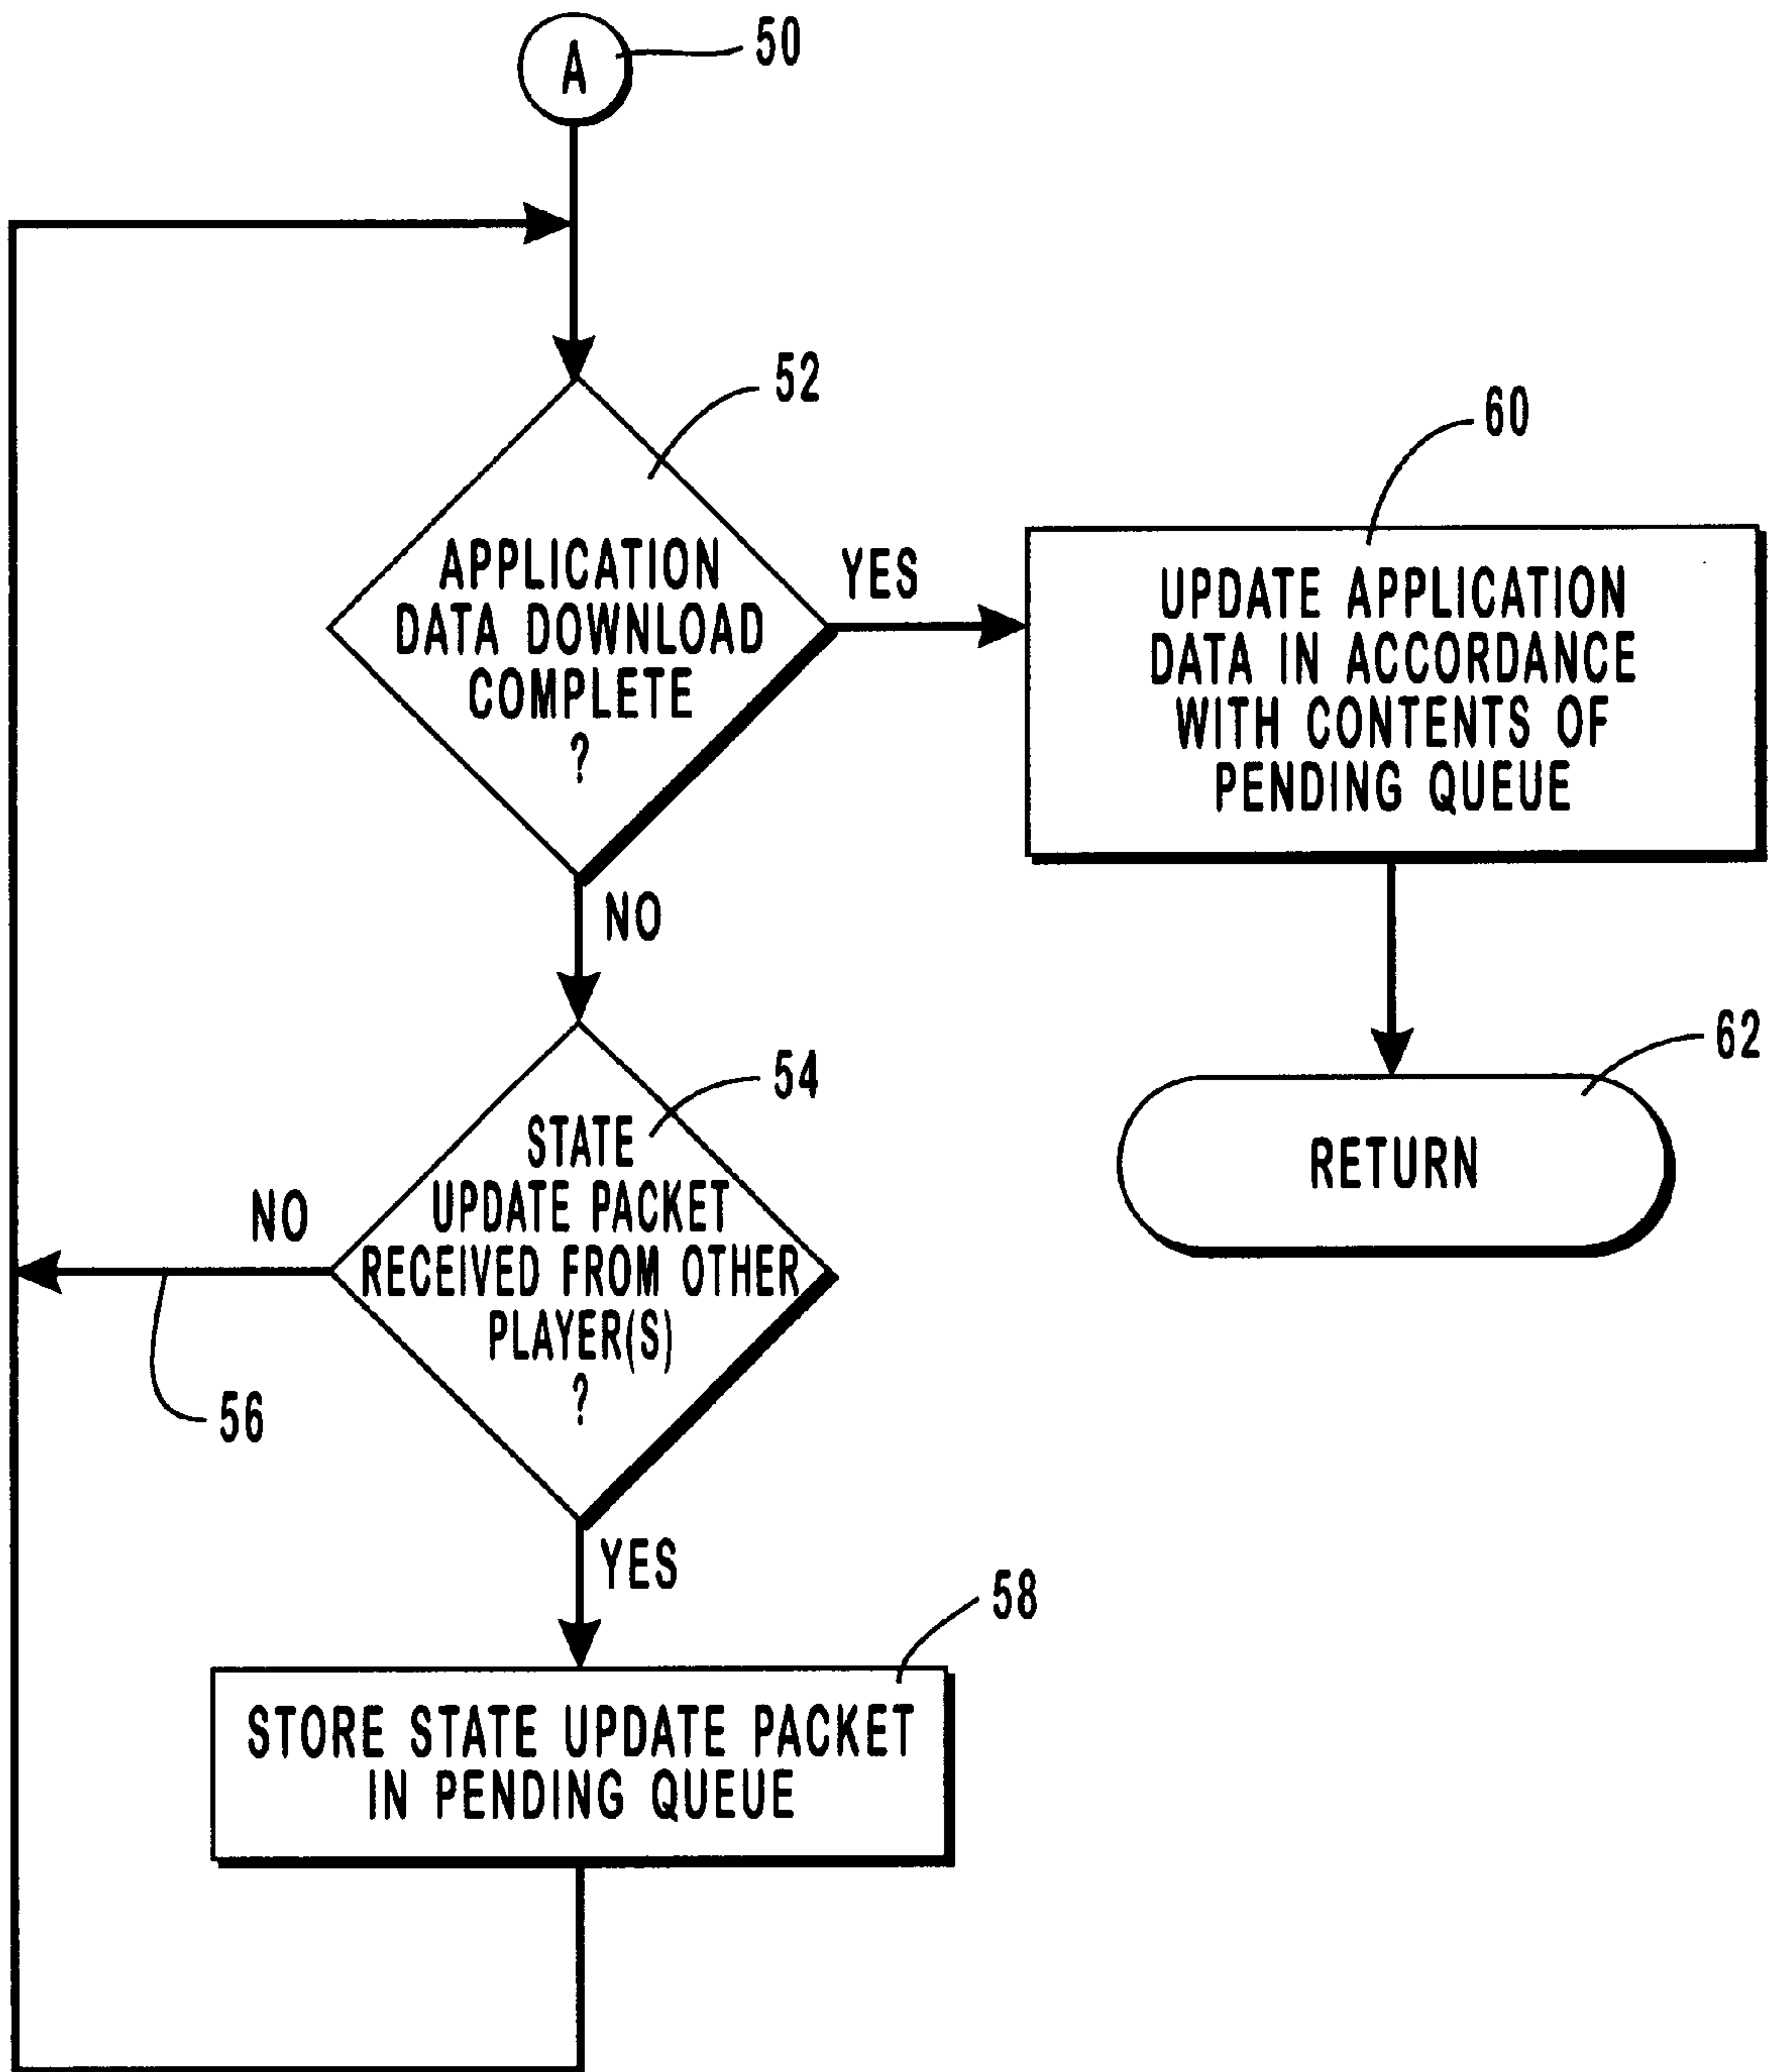 A
50
52
APPLICATION
DATA DOWNLOAD
COMPLETE
?
YES
60
UPDATE APPLICATION
DATA IN ACCORDANCE
WITH CONTENTS OF
PENDING QUEUE
NO
62
RETURN
54
STATE
UPDATE PACKET
RECEIVED FROM OTHER
PLAYER(S)
?
NO
56
YES
58
STORE STATE UPDATE PACKET
IN PENDING QUEUE